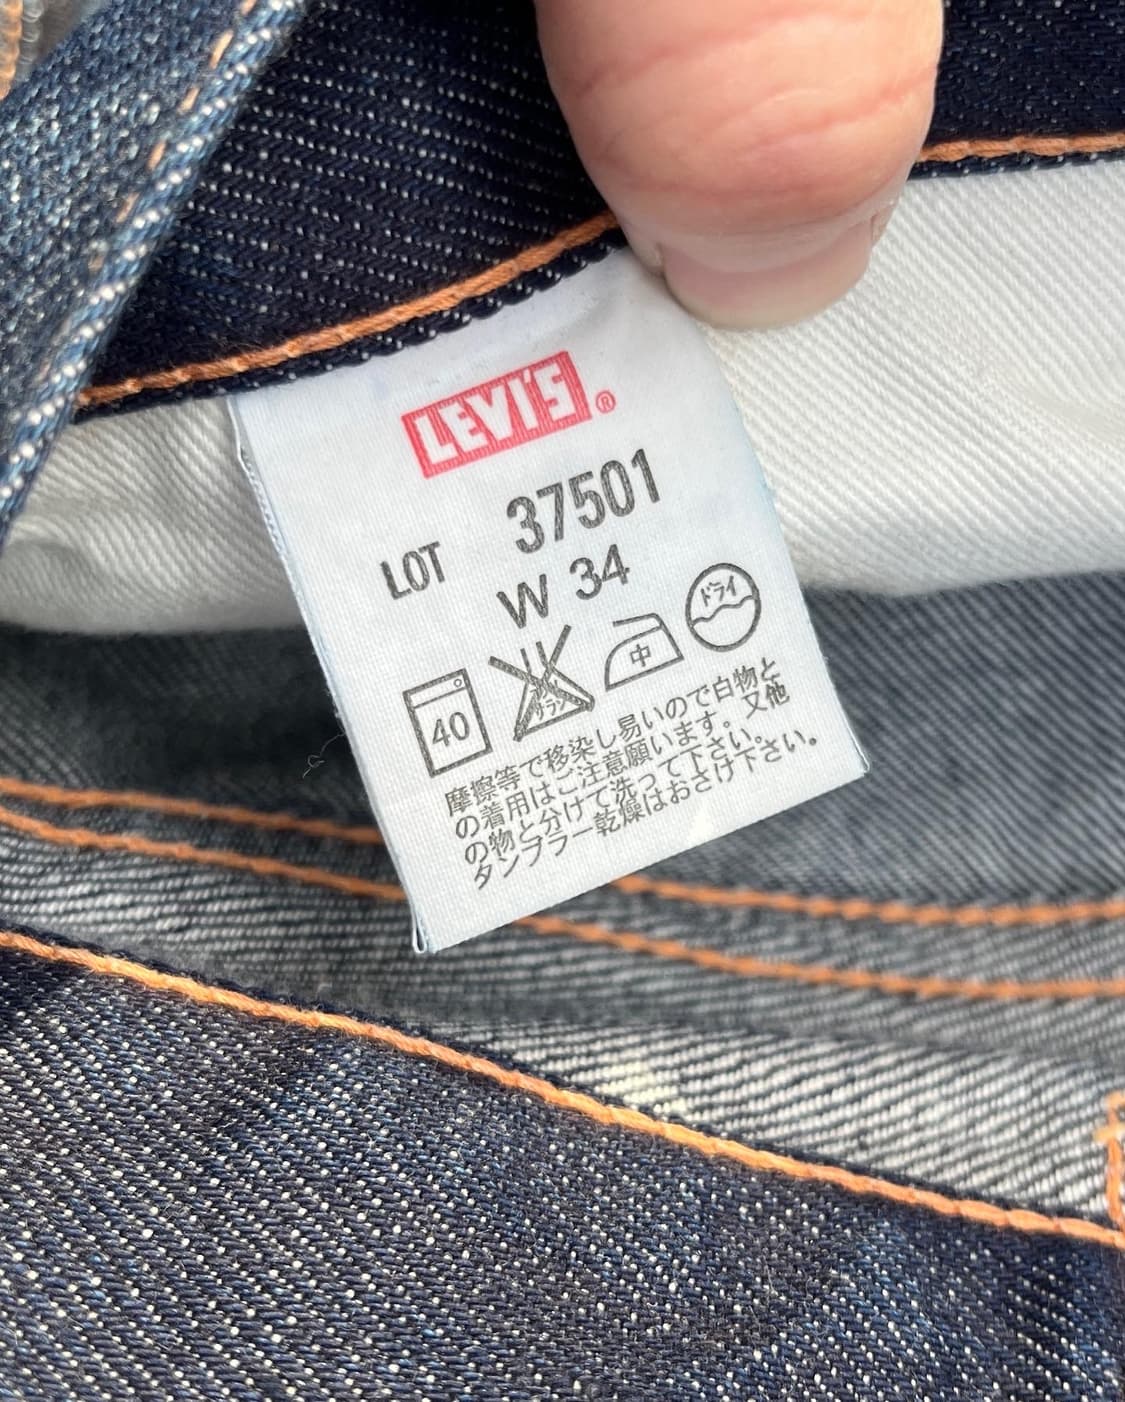 LEVI'S®
LOT 37501
W 34
ドライ
中
40
摩擦等で移染し易いので白物と
の着用はご注意願います。又他
の物と分けて洗って下さい。
タンブラー乾燥はおさけ下さい。